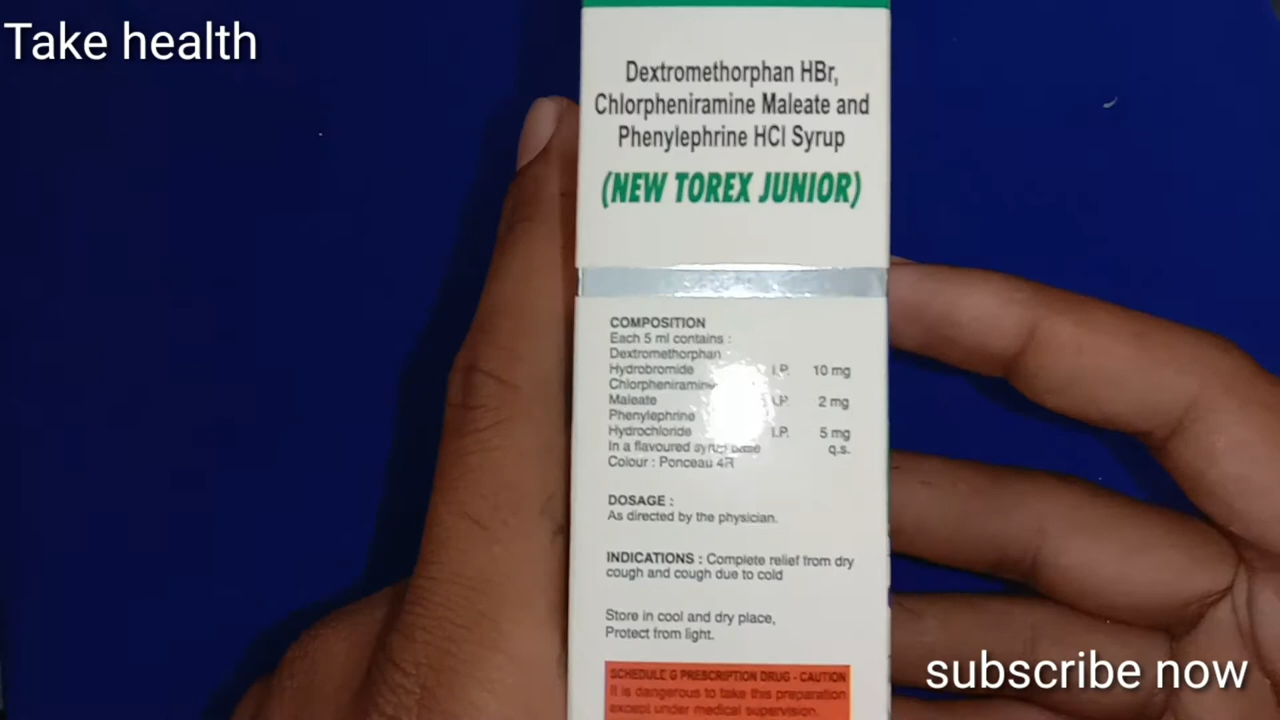 Take health
Dextromethorphan HBr,
Chlorpheniramine Maleate and
Phenylephrine HCl Syrup
(NEW TOREX JUNIOR)
COMPOSITION
Each 5 ml contains :
Dextromethorphan
Hydrobromide I.P. 10 mg
Chlorpheniramine
Maleate I.P. 2 mg
Phenylephrine
Hydrochloride I.P. 5 mg
In a flavoured syrup base q.s.
Colour : Ponceau 4R
DOSAGE :
As directed by the physician.
INDICATIONS : Complete relief from dry
cough and cough due to cold
Store in cool and dry place,
Protect from light.
SCHEDULE G PRESCRIPTION DRUG - CAUTION
It is dangerous to take this preparation
except under medical supervision.
subscribe now